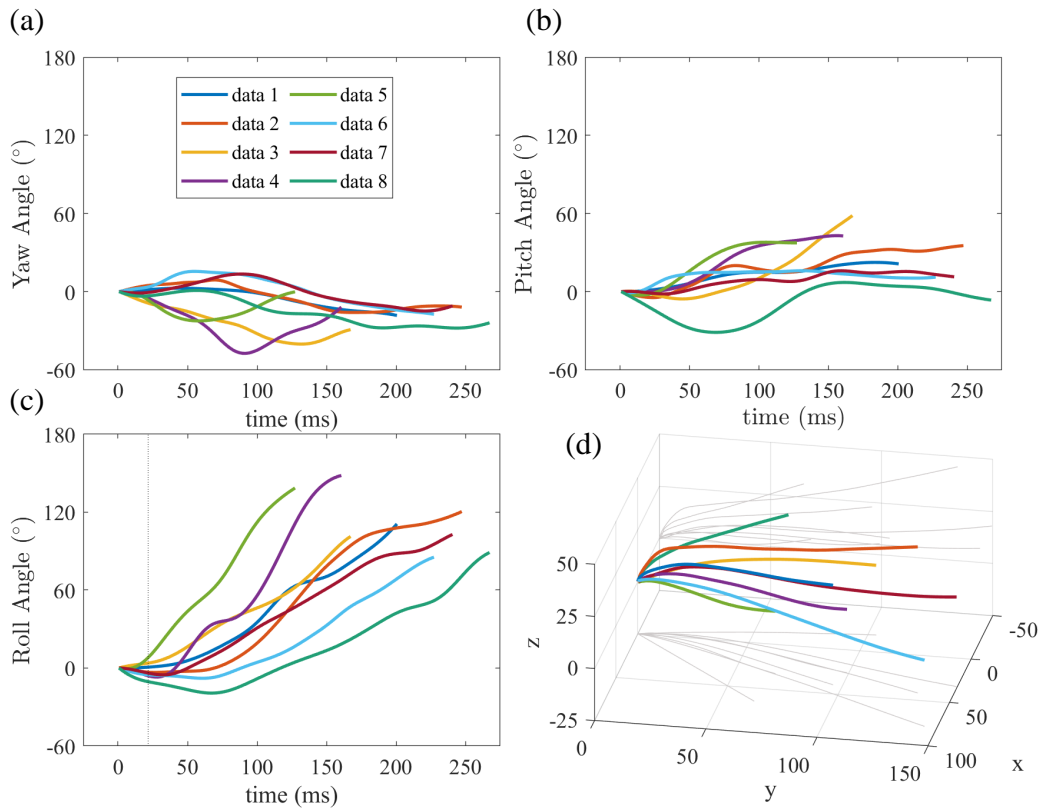 (a)
180
120
60
0
-60
Yaw Angle (°)
data 1 data 5
data 2 data 6
data 3 data 7
data 4 data 8
0 50 100 150 200 250
time (ms)
(b)
180
120
60
0
-60
Pitch Angle (°)
0 50 100 150 200 250
time (ms)
(c)
180
120
60
0
-60
Roll Angle (°)
0 50 100 150 200 250
time (ms)
(d)
50
25
0
-25
z
0 50 100 150
y
-50
0
50
100
x